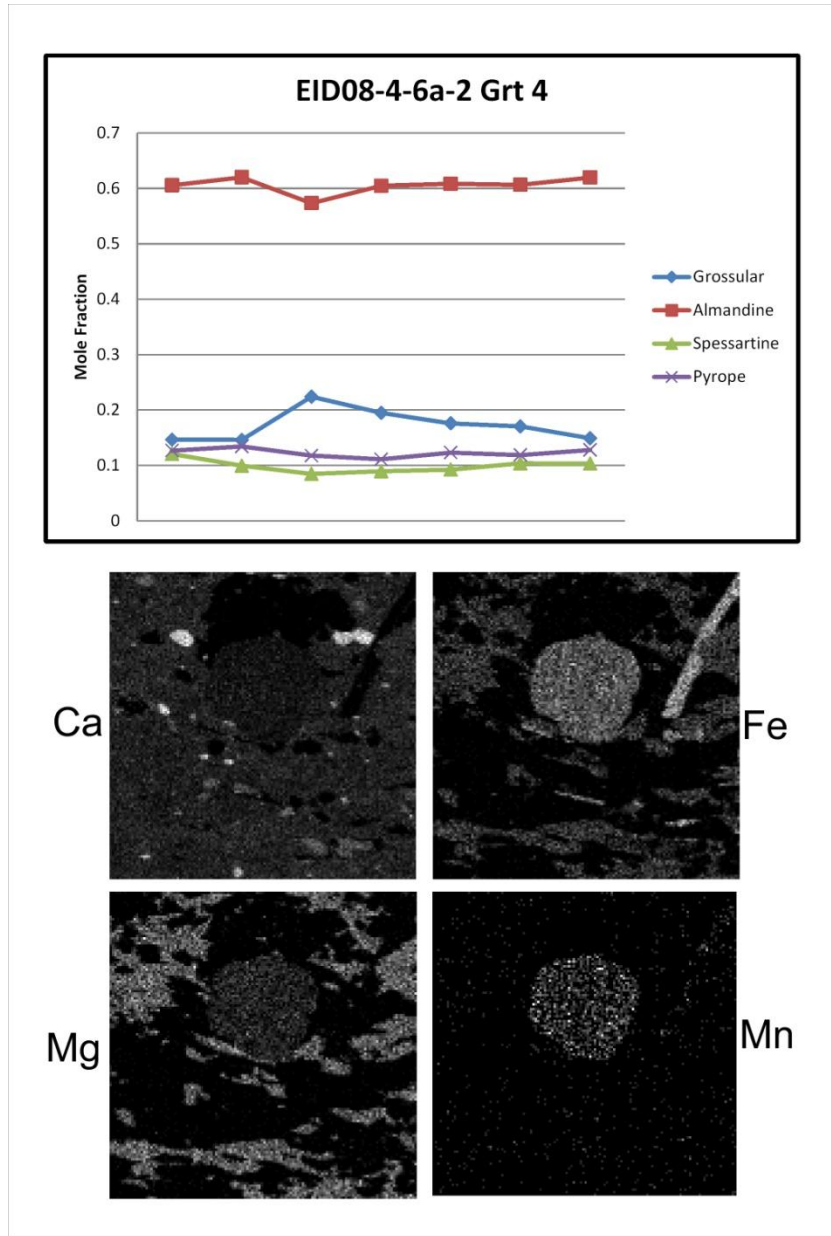 EID08-4-6a-2 Grt 4
Mole Fraction
0.7
0.6
0.5
0.4
0.3
0.2
0.1
0
Grossular
Almandine
Spessartine
Pyrope
Ca
Fe
Mg
Mn